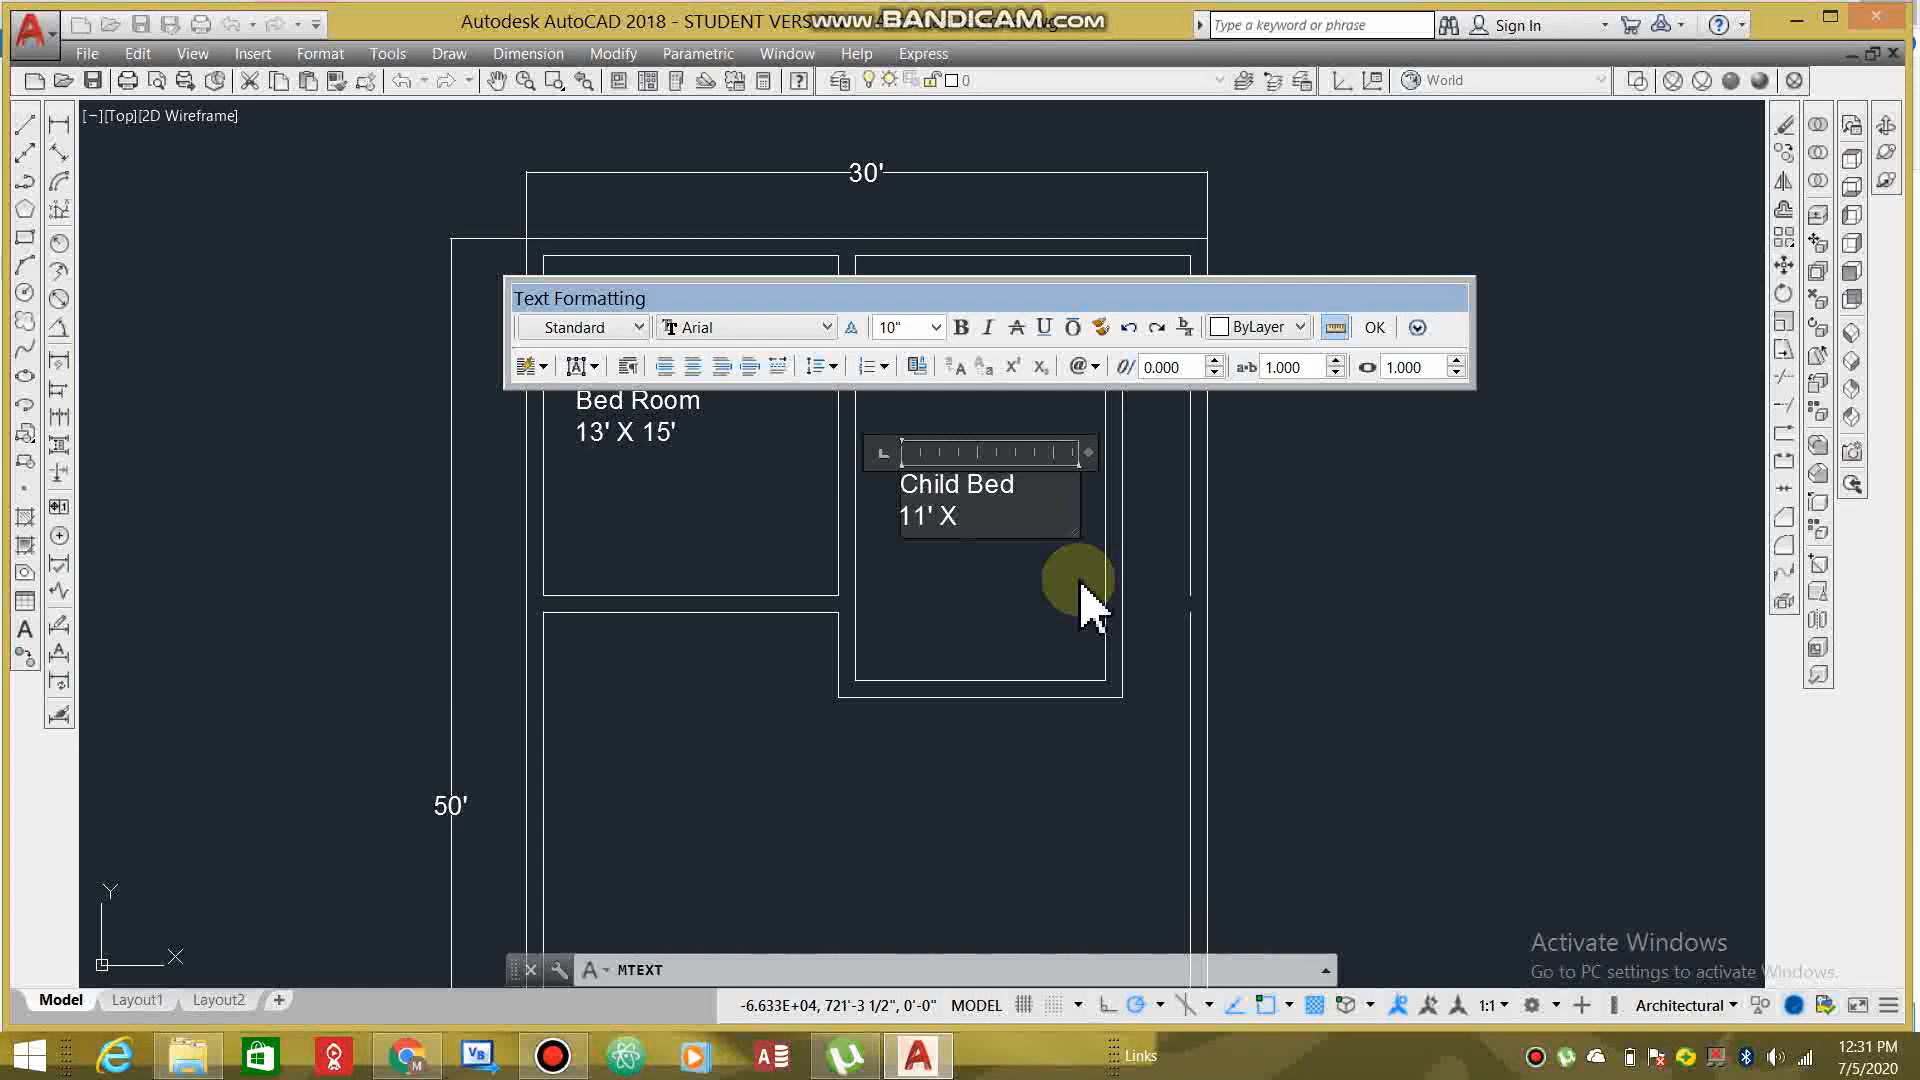 Autodesk AutoCAD 2018 - STUDENT VERS
www.BANDICAM.com
Type a keyword or phrase
Sign In
File Edit View Insert Format Tools Draw Dimension Modify Parametric Window Help Express
0
World
[−][Top][2D Wireframe]
30'
Text Formatting
Standard
Arial
10"
ByLayer
OK
0.000
1.000
1.000
Bed Room
13' X 15'
Child Bed
11' X
50'
Y
X
MTEXT
Activate Windows
Go to PC settings to activate Windows.
Model Layout1 Layout2
-6.633E+04, 721'-3 1/2", 0'-0" MODEL
1:1
Architectural
Links
12:31 PM
7/5/2020